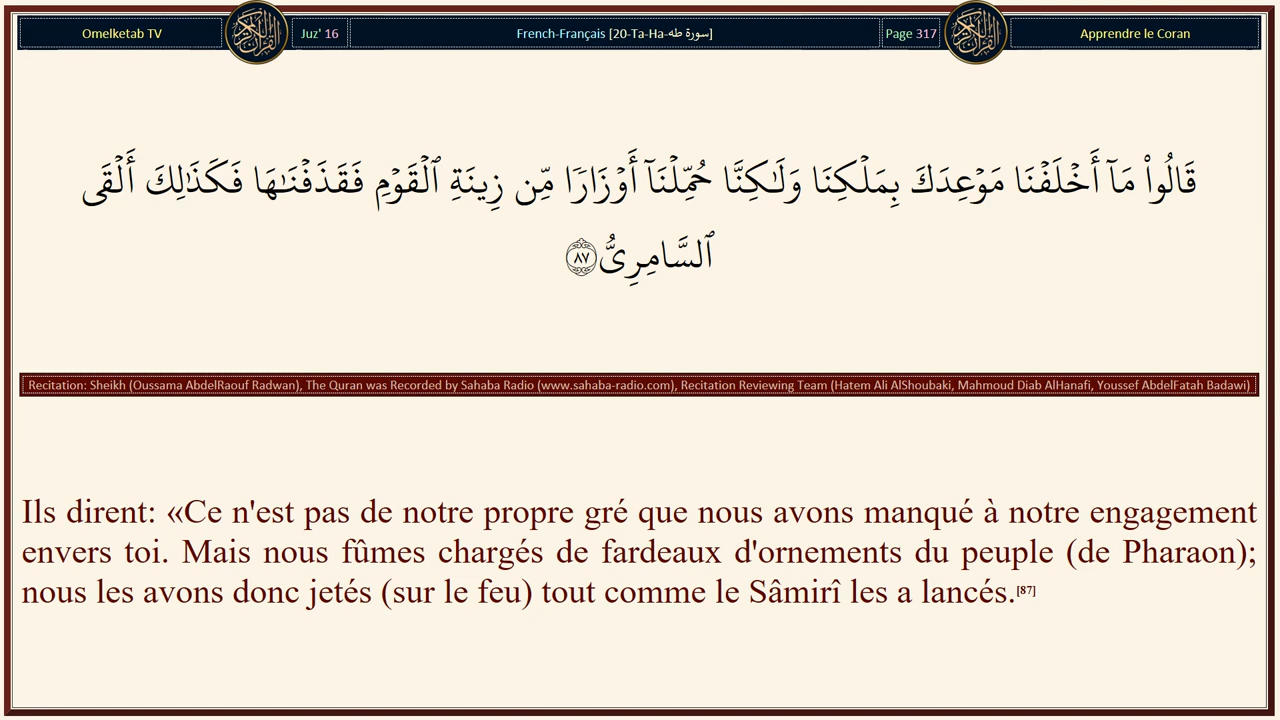 Omelketab TV
Juz' 16
French-Français [20-Ta-Ha-سورة طه]
Page 317
Apprendre le Coran
قَالُوا۟ مَآ أَخْلَفْنَا مَوْعِدَكَ بِمَلْكِنَا وَلَـٰكِنَّا حُمِّلْنَآ أَوْزَارًا مِّن زِينَةِ ٱلْقَوْمِ فَقَذَفْنَـٰهَا فَكَذَٰلِكَ أَلْقَى
ٱلسَّامِرِىُّ ٨٧
Recitation: Sheikh (Oussama AbdelRaouf Radwan), The Quran was Recorded by Sahaba Radio (www.sahaba-radio.com), Recitation Reviewing Team (Hatem Ali AlShoubaki, Mahmoud Diab AlHanafi, Youssef AbdelFatah Badawi)
Ils dirent: «Ce n'est pas de notre propre gré que nous avons manqué à notre engagement
envers toi. Mais nous fûmes chargés de fardeaux d'ornements du peuple (de Pharaon);
nous les avons donc jetés (sur le feu) tout comme le Sâmirî les a lancés.[87]